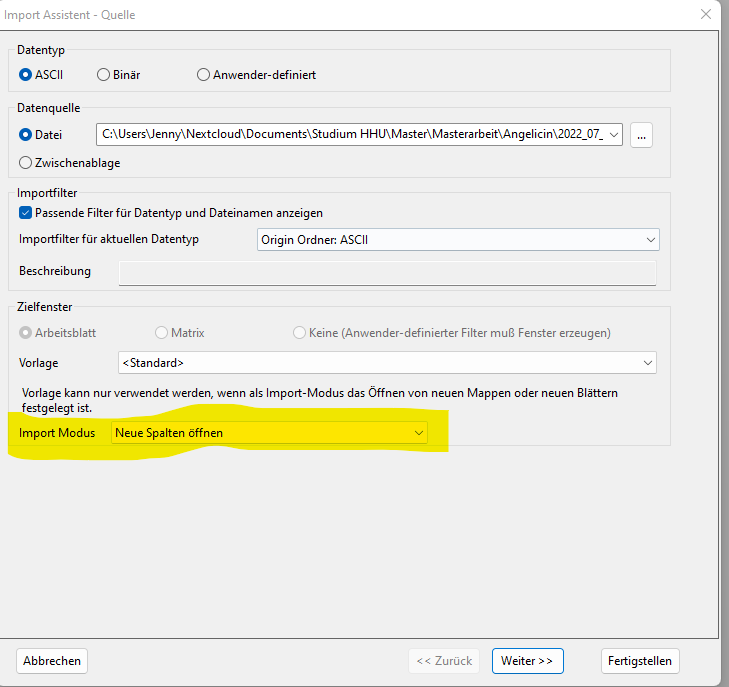 Import Assistent - Quelle
Datentyp
ASCII Binär Anwender-definiert
Datenquelle
Datei C:\Users\Jenny\Nextcloud\Documents\Studium HHU\Master\Masterarbeit\Angelicin\2022_07_ ...
Zwischenablage
Importfilter
Passende Filter für Datentyp und Dateinamen anzeigen
Importfilter für aktuellen Datentyp Origin Ordner: ASCII
Beschreibung
Zielfenster
Arbeitsblatt Matrix Keine (Anwender-definierter Filter muß Fenster erzeugen)
Vorlage <Standard>
Vorlage kann nur verwendet werden, wenn als Import-Modus das Öffnen von neuen Mappen oder neuen Blättern
festgelegt ist.
Import Modus Neue Spalten öffnen
Abbrechen << Zurück Weiter >> Fertigstellen